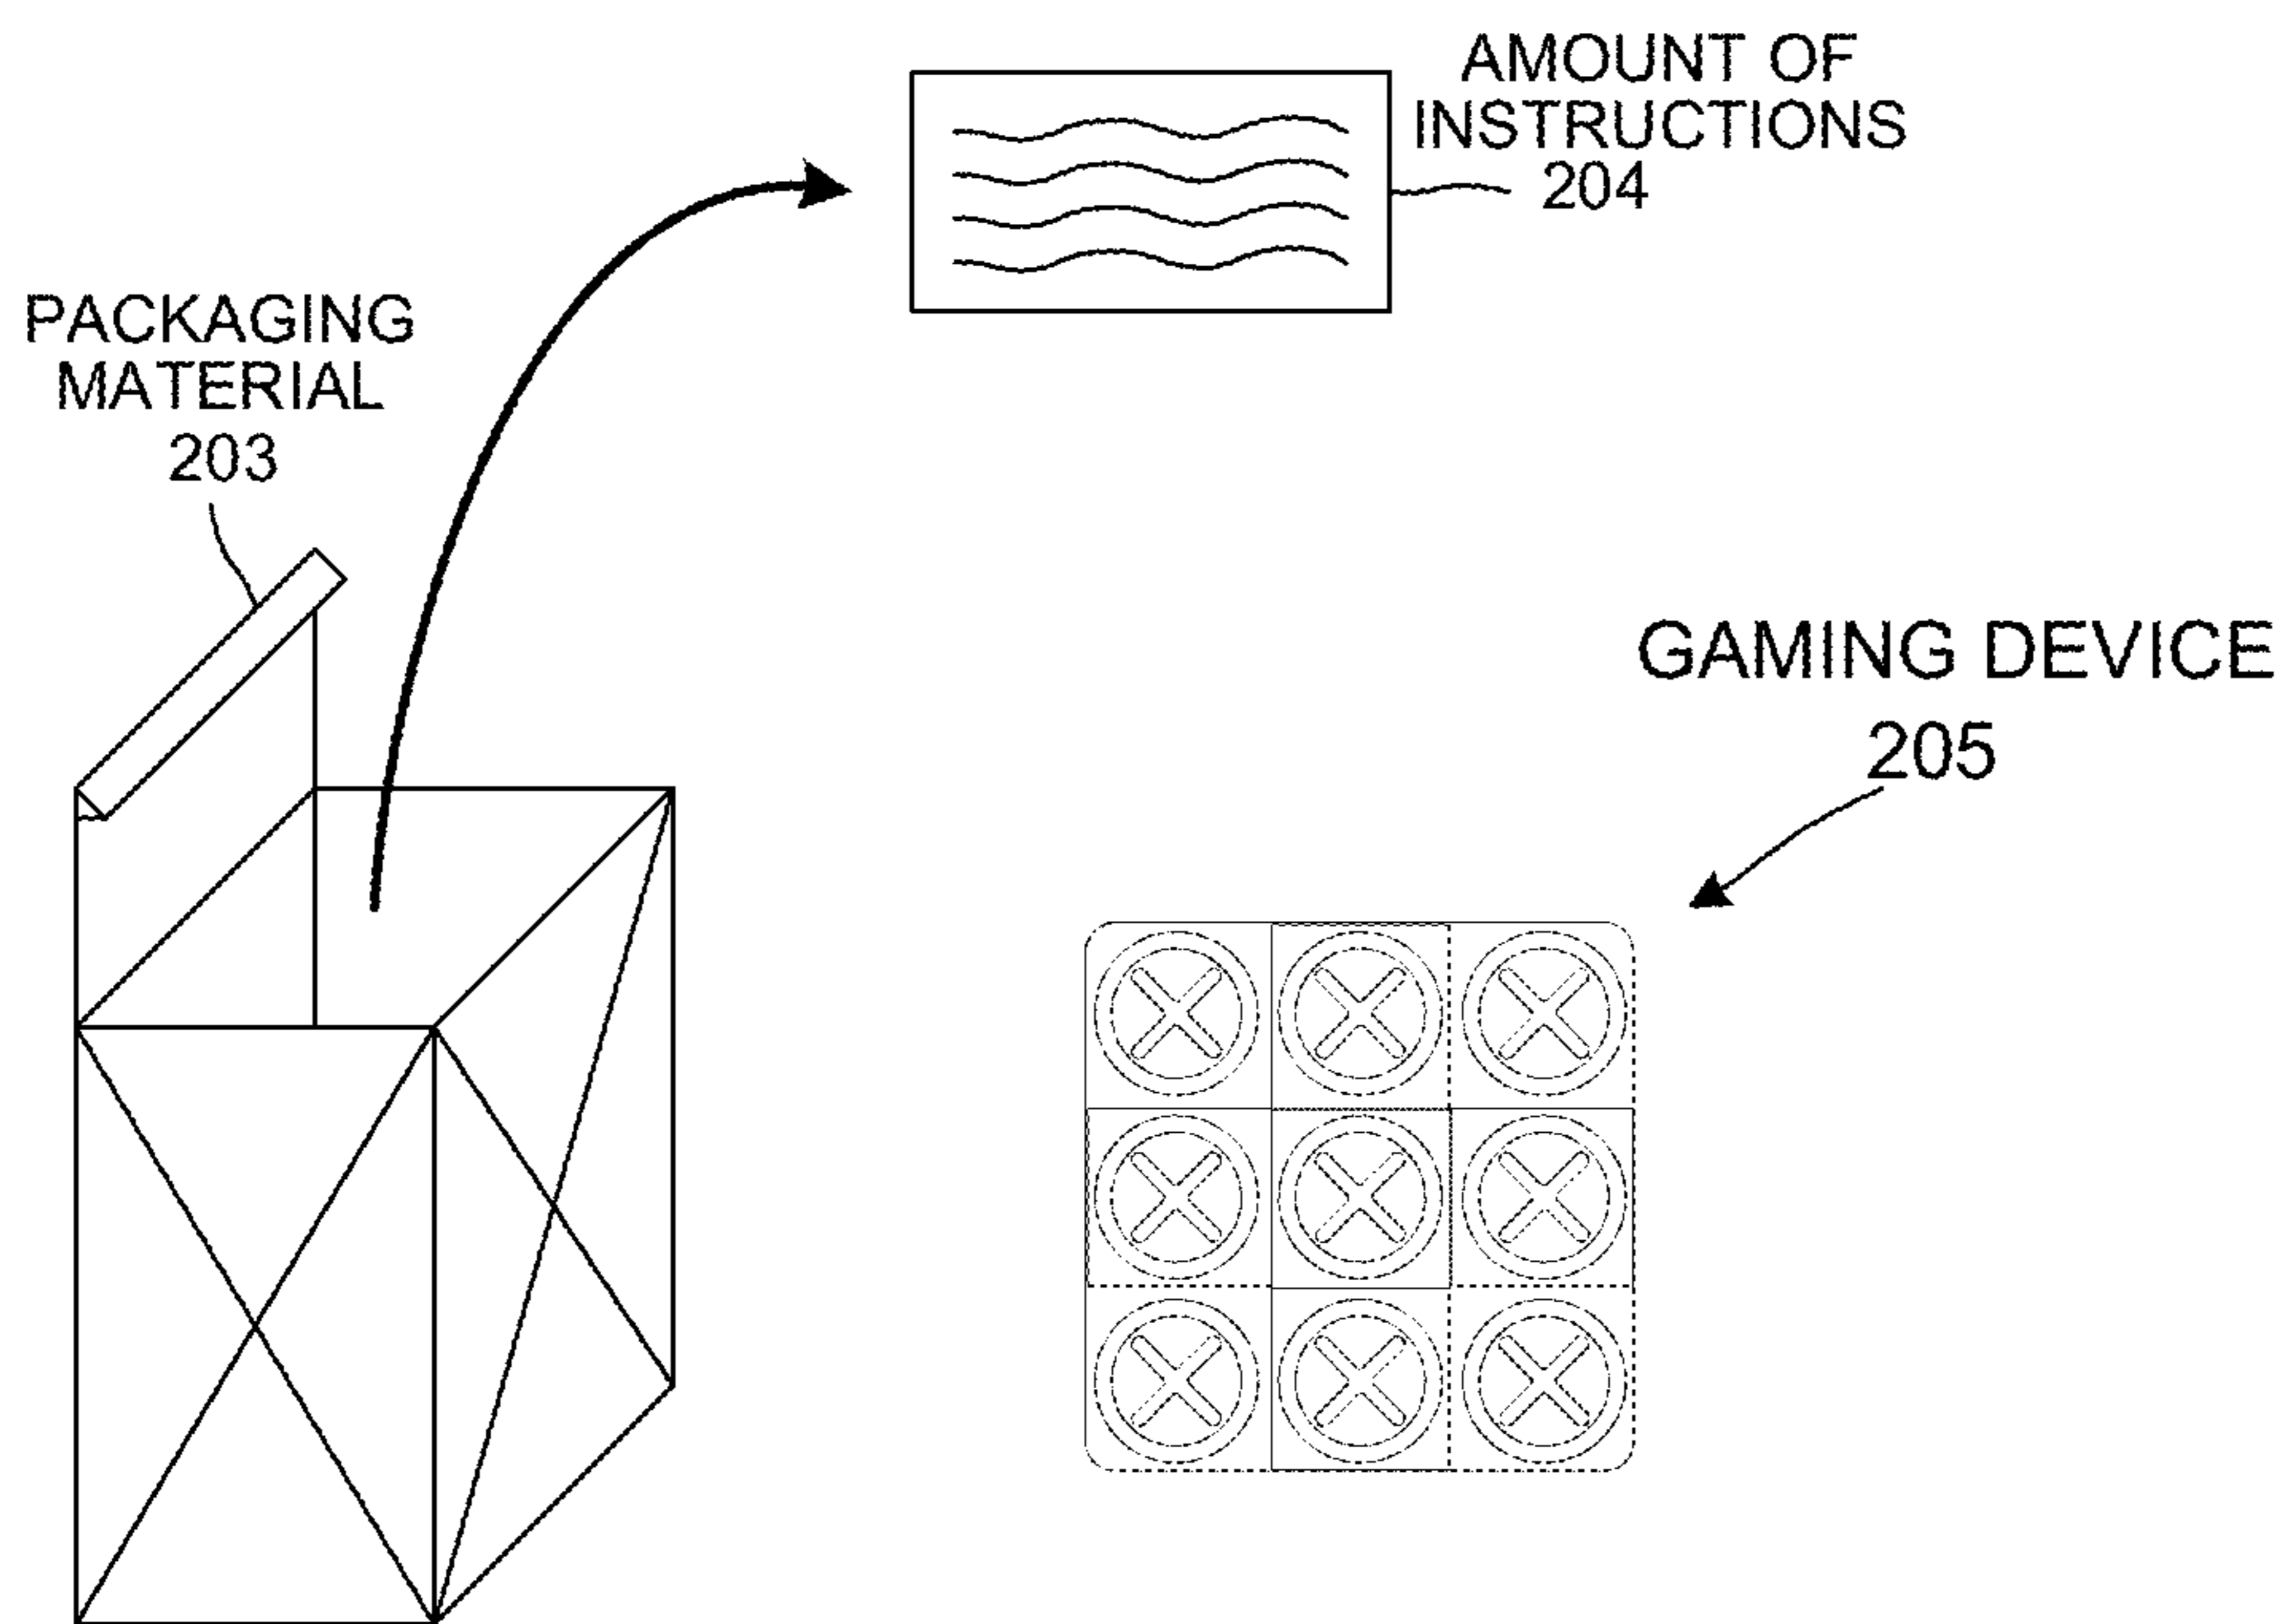 AMOUNT OF
INSTRUCTIONS
204
PACKAGING
MATERIAL
203
GAMING DEVICE
205